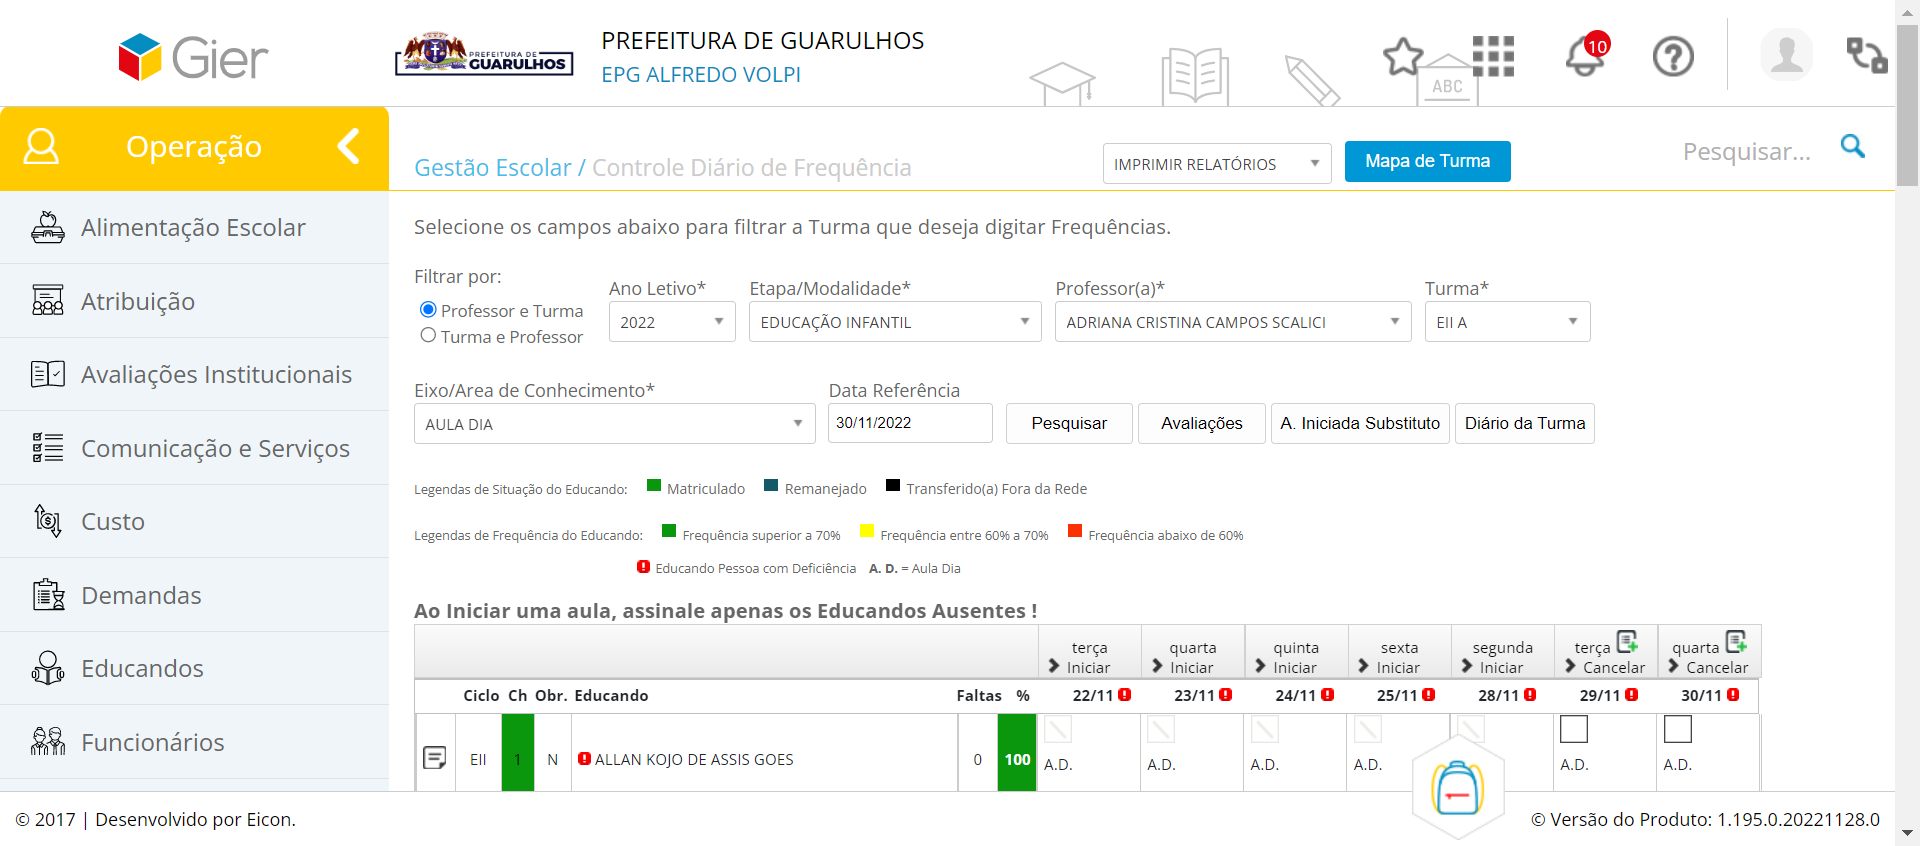 Gier
PREFEITURA DE
GUARULHOS
PREFEITURA DE GUARULHOS
EPG ALFREDO VOLPI
ABC
10
Operação
Gestão Escolar / Controle Diário de Frequência
IMPRIMIR RELATÓRIOS
Mapa de Turma
Pesquisar...
Alimentação Escolar
Atribuição
Avaliações Institucionais
Comunicação e Serviços
Custo
Demandas
Educandos
Funcionários
Selecione os campos abaixo para filtrar a Turma que deseja digitar Frequências.
Filtrar por:
Professor e Turma
Turma e Professor
Ano Letivo*
2022
Etapa/Modalidade*
EDUCAÇÃO INFANTIL
Professor(a)*
ADRIANA CRISTINA CAMPOS SCALICI
Turma*
EII A
Eixo/Area de Conhecimento*
AULA DIA
Data Referência
30/11/2022
Pesquisar
Avaliações
A. Iniciada Substituto
Diário da Turma
Legendas de Situação do Educando: Matriculado Remanejado Transferido(a) Fora da Rede
Legendas de Frequência do Educando: Frequência superior a 70% Frequência entre 60% a 70% Frequência abaixo de 60%
Educando Pessoa com Deficiência A. D. = Aula Dia
Ao Iniciar uma aula, assinale apenas os Educandos Ausentes !
terça quarta quinta sexta segunda terça quarta
Iniciar Iniciar Iniciar Iniciar Iniciar Cancelar Cancelar
Ciclo Ch Obr. Educando Faltas % 22/11 23/11 24/11 25/11 28/11 29/11 30/11
EII 1 N ALLAN KOJO DE ASSIS GOES 0 100 A.D. A.D. A.D. A.D. A.D. A.D.
© 2017 | Desenvolvido por Eicon.
© Versão do Produto: 1.195.0.20221128.0